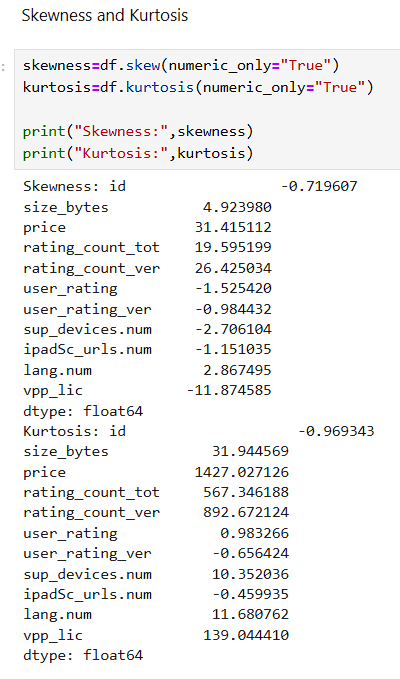 Skewness and Kurtosis
: skewness=df.skew(numeric_only="True")
kurtosis=df.kurtosis(numeric_only="True")
print("Skewness:",skewness)
print("Kurtosis:",kurtosis)
Skewness: id                   -0.719607
size_bytes           4.923980
price               31.415112
rating_count_tot    19.595199
rating_count_ver    26.425034
user_rating         -1.525420
user_rating_ver     -0.984432
sup_devices.num     -2.706104
ipadSc_urls.num     -1.151035
lang.num             2.867495
vpp_lic            -11.874585
dtype: float64
Kurtosis: id                     -0.969343
size_bytes            31.944569
price               1427.027126
rating_count_tot     567.346188
rating_count_ver     892.672124
user_rating            0.983266
user_rating_ver       -0.656424
sup_devices.num       10.352036
ipadSc_urls.num       -0.459935
lang.num              11.680762
vpp_lic              139.044410
dtype: float64